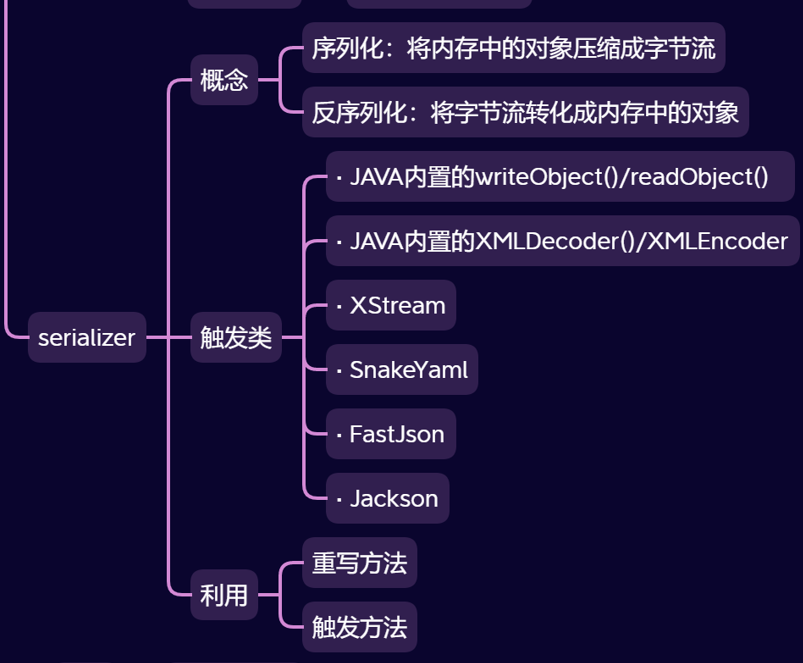 概念
序列化：将内存中的对象压缩成字节流
反序列化：将字节流转化成内存中的对象
serializer
触发类
· JAVA内置的writeObject()/readObject()
· JAVA内置的XMLDecoder()/XMLEncoder
· XStream
· SnakeYaml
· FastJson
· Jackson
利用
重写方法
触发方法